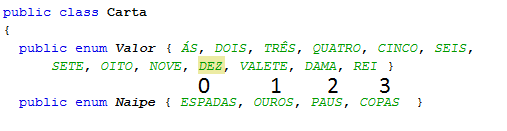 public class Carta
{
public enum Valor { ÁS, DOIS, TRÊS, QUATRO, CINCO, SEIS,
SETE, OITO, NOVE, DEZ, VALETE, DAMA, REI }
0 1 2 3
public enum Naipe { ESPADAS, OUROS, PAUS, COPAS }